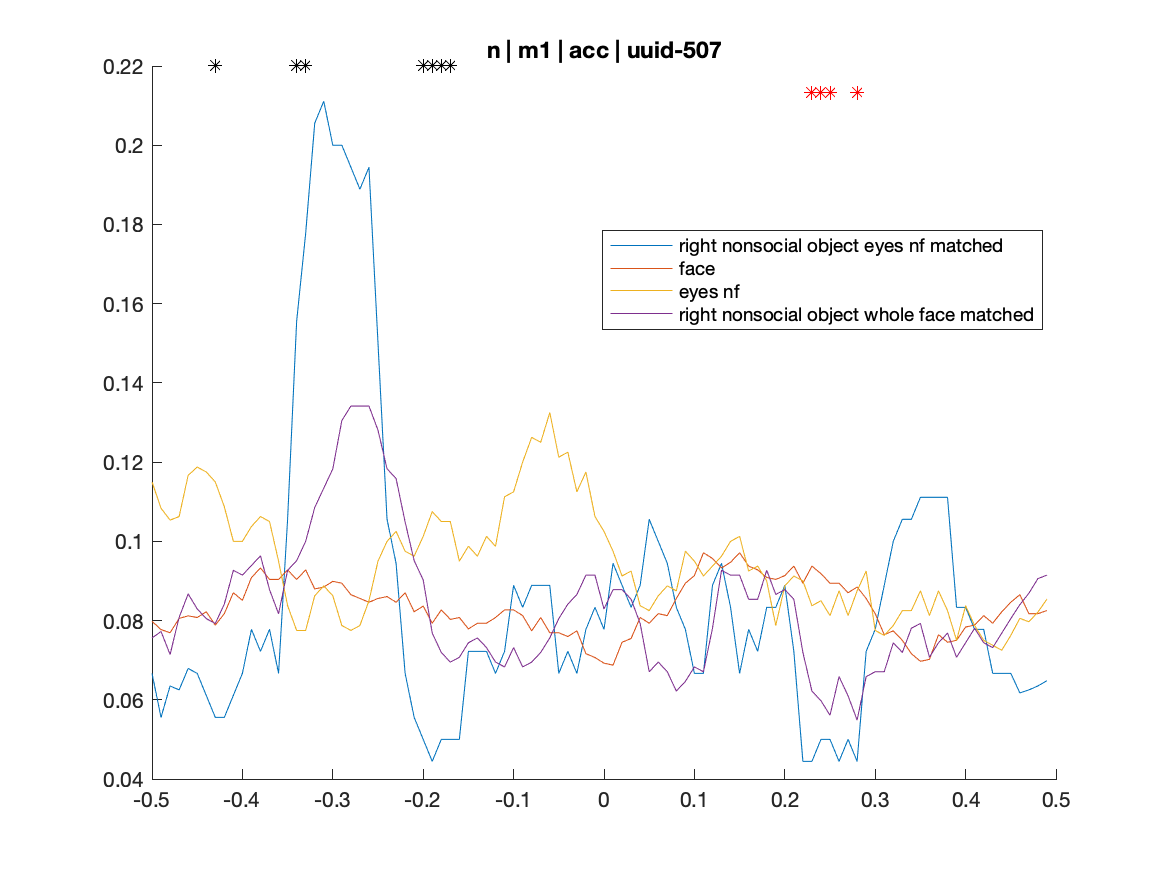 n | m1 | acc | uuid-507
0.22
0.2
0.18
0.16
0.14
0.12
0.1
0.08
0.06
0.04
right nonsocial object eyes nf matched
face
eyes nf
right nonsocial object whole face matched
-0.5 -0.4 -0.3 -0.2 -0.1 0 0.1 0.2 0.3 0.4 0.5